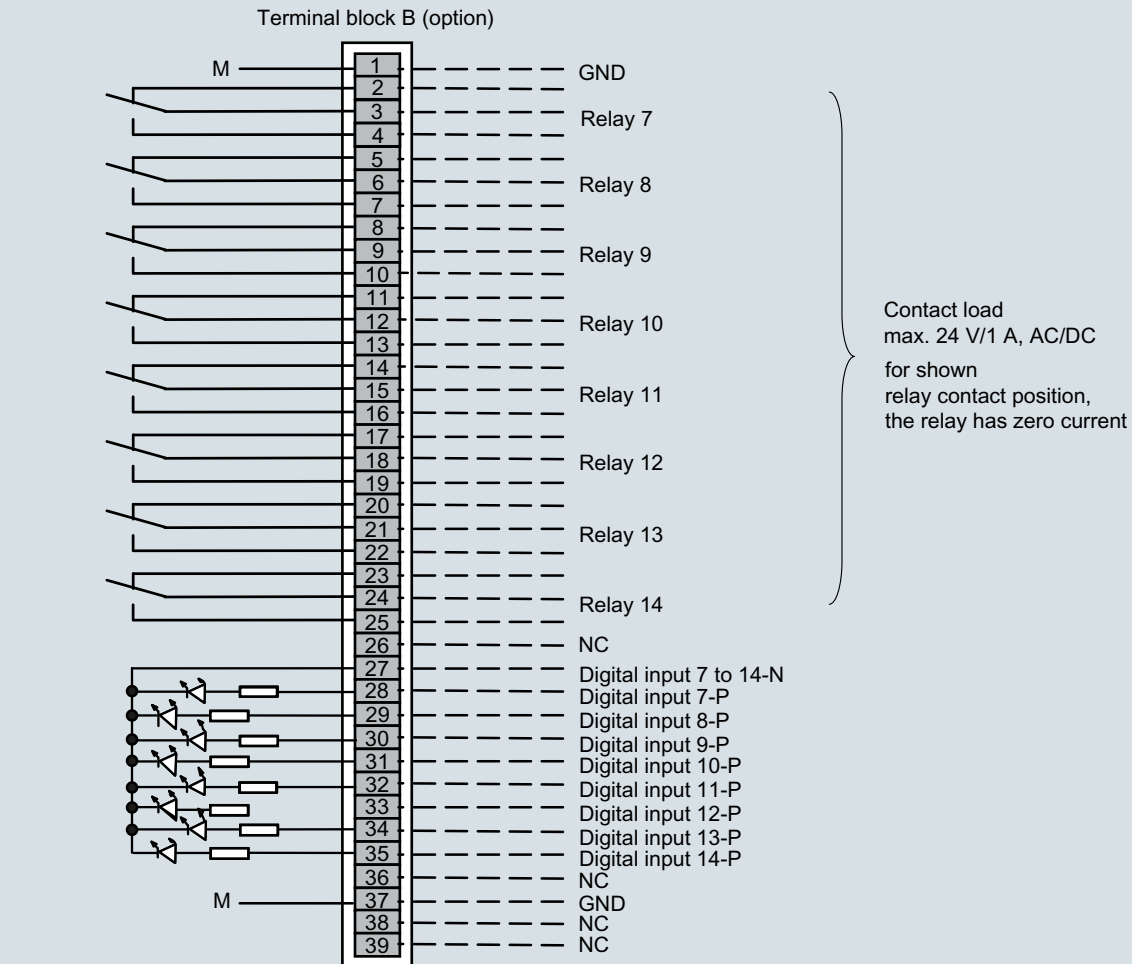 Terminal block B (option)
M 1 GND
2
3 Relay 7
4
5
6 Relay 8
7
8
9 Relay 9
10
11
12 Relay 10
13
14
15 Relay 11
16
17
18 Relay 12
19
20
21 Relay 13
22
23
24 Relay 14
25
Contact load
max. 24 V/1 A, AC/DC
for shown
relay contact position,
the relay has zero current
26 NC
27 Digital input 7 to 14-N
28 Digital input 7-P
29 Digital input 8-P
30 Digital input 9-P
31 Digital input 10-P
32 Digital input 11-P
33 Digital input 12-P
34 Digital input 13-P
35 Digital input 14-P
36 NC
M 37 GND
38 NC
39 NC